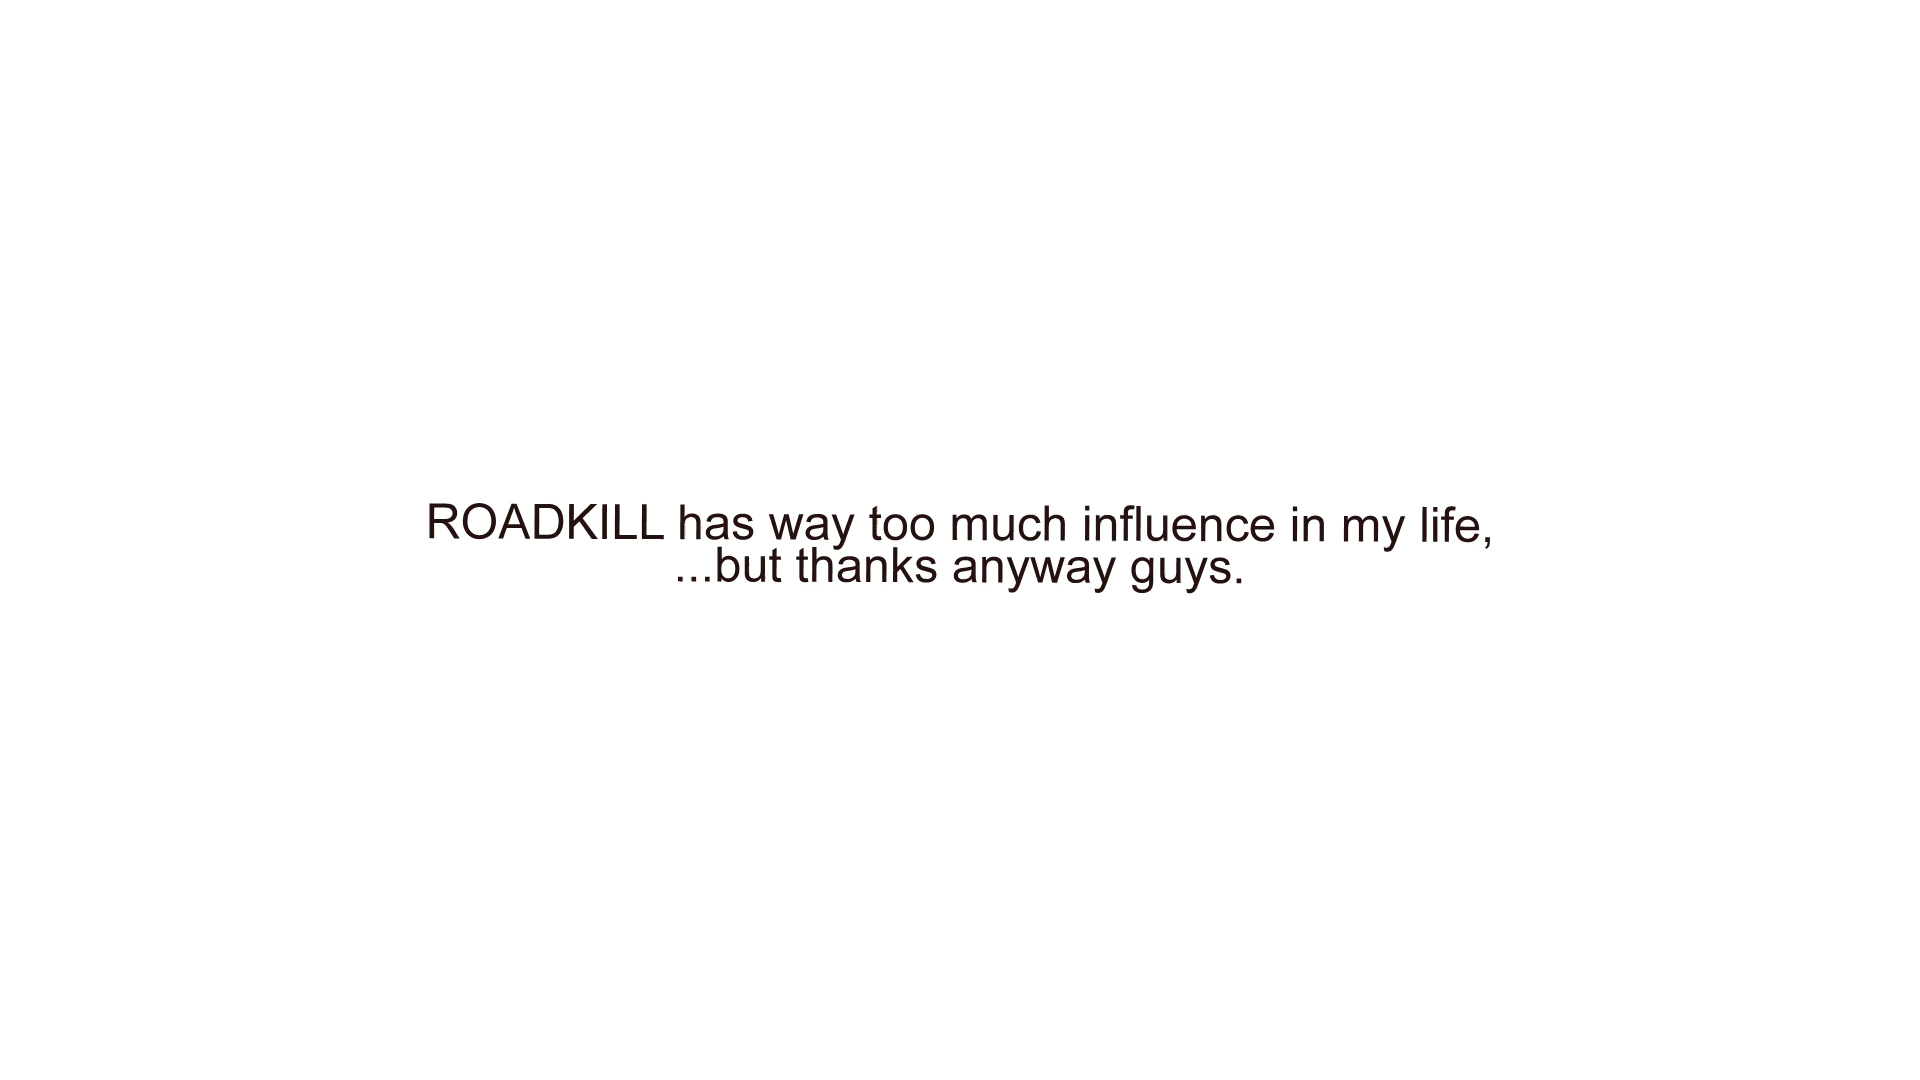 ROADKILL has way too much influence in my life,
...but thanks anyway guys.